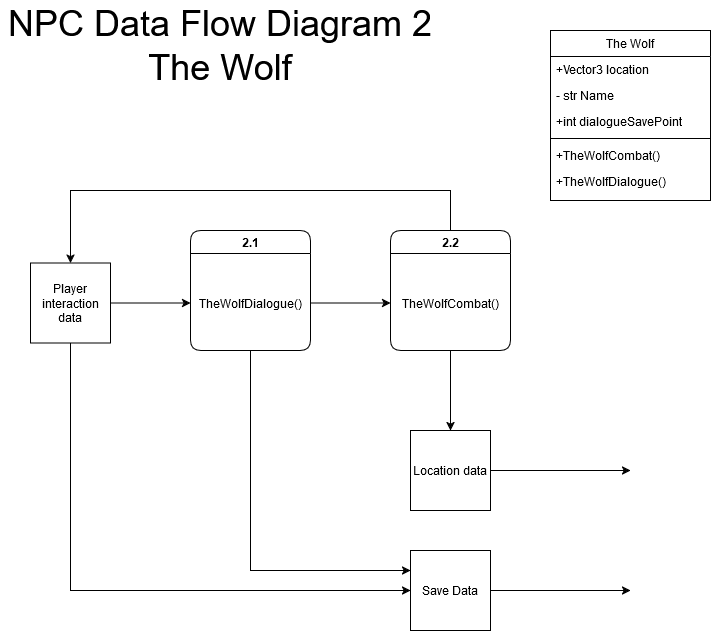 NPC Data Flow Diagram 2
The Wolf
The Wolf
+Vector3 location
- str Name
+int dialogueSavePoint
+TheWolfCombat()
+TheWolfDialogue()
2.1
2.2
Player
interaction
data
TheWolfDialogue()
TheWolfCombat()
Location data
Save Data